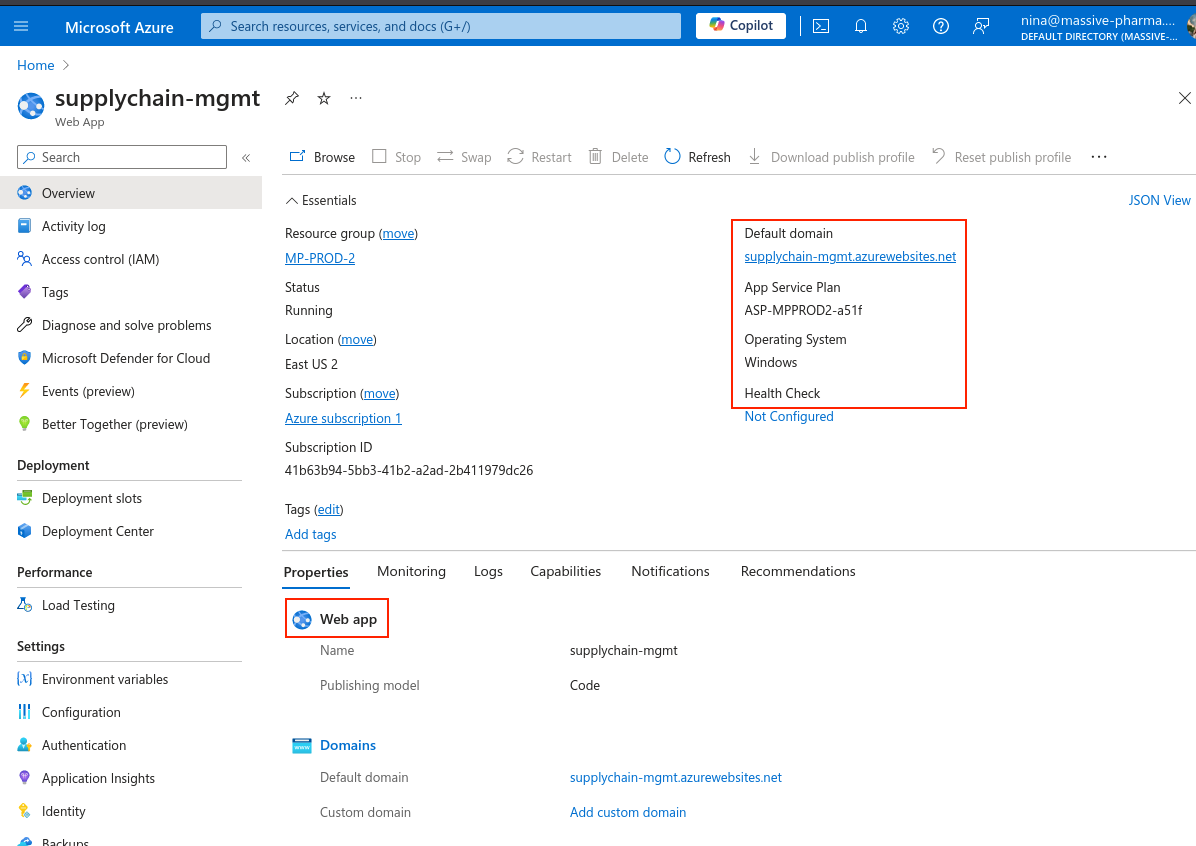 Microsoft Azure
Search resources, services, and docs (G+/)
Copilot
nina@massive-pharma....
DEFAULT DIRECTORY (MASSIVE-...
Home
supplychain-mgmt
Web App
Search
Overview
Activity log
Access control (IAM)
Tags
Diagnose and solve problems
Microsoft Defender for Cloud
Events (preview)
Better Together (preview)
Deployment
Deployment slots
Deployment Center
Performance
Load Testing
Settings
Environment variables
Configuration
Authentication
Application Insights
Identity
Backups
Browse Stop Swap Restart Delete Refresh Download publish profile Reset publish profile
Essentials
JSON View
Resource group (move)
MP-PROD-2
Status
Running
Location (move)
East US 2
Subscription (move)
Azure subscription 1
Subscription ID
41b63b94-5bb3-41b2-a2ad-2b411979dc26
Default domain
supplychain-mgmt.azurewebsites.net
App Service Plan
ASP-MPPROD2-a51f
Operating System
Windows
Health Check
Not Configured
Tags (edit)
Add tags
Properties Monitoring Logs Capabilities Notifications Recommendations
Web app
Name supplychain-mgmt
Publishing model Code
Domains
Default domain supplychain-mgmt.azurewebsites.net
Custom domain Add custom domain